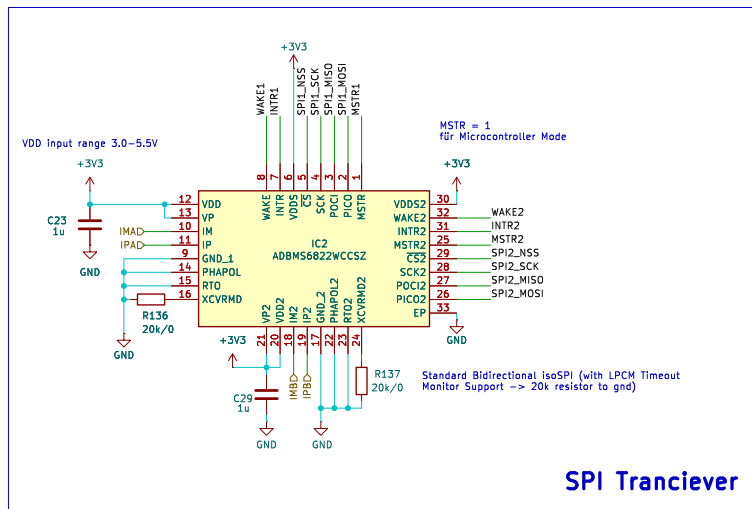 +3V3
WAKE1
INTR1
SPI1_NSS
SPI1_SCK
SPI1_MISO
SPI1_MOSI
MSTR1
MSTR = 1
für Microcontroller Mode
VDD input range 3.0-5.5V
+3V3
+3V3
8
7
6
5
4
3
2
1
WAKE
INTR
VDDS
CS
SCK
POCI
PICO
MSTR
C23
1u
GND
IMA
IPA
12 VDD
13 VP
10 IM
11 IP
9 GND_1
14 PHAPOL
15 RTO
16 XCVRMD
R136
20k/0
GND
IC2
ADBMS6822WCCSZ
VDDS2 30
WAKE2 32 WAKE2
INTR2 31 INTR2
MSTR2 25 MSTR2
CS2 29 SPI2_NSS
SCK2 28 SPI2_SCK
POCI2 27 SPI2_MISO
PICO2 26 SPI2_MOSI
EP 33
GND
VP2
VDD2
IM2
IP2
GND_2
PHAPOL2
RTO2
XCVRMD2
21
20
18
19
17
22
23
24
+3V3
C29
1u
GND
IMB
IPB
GND
R137
20k/0
Standard Bidirectional isoSPI (with LPCM Timeout
Monitor Support -> 20k resistor to gnd)
SPI Tranciever